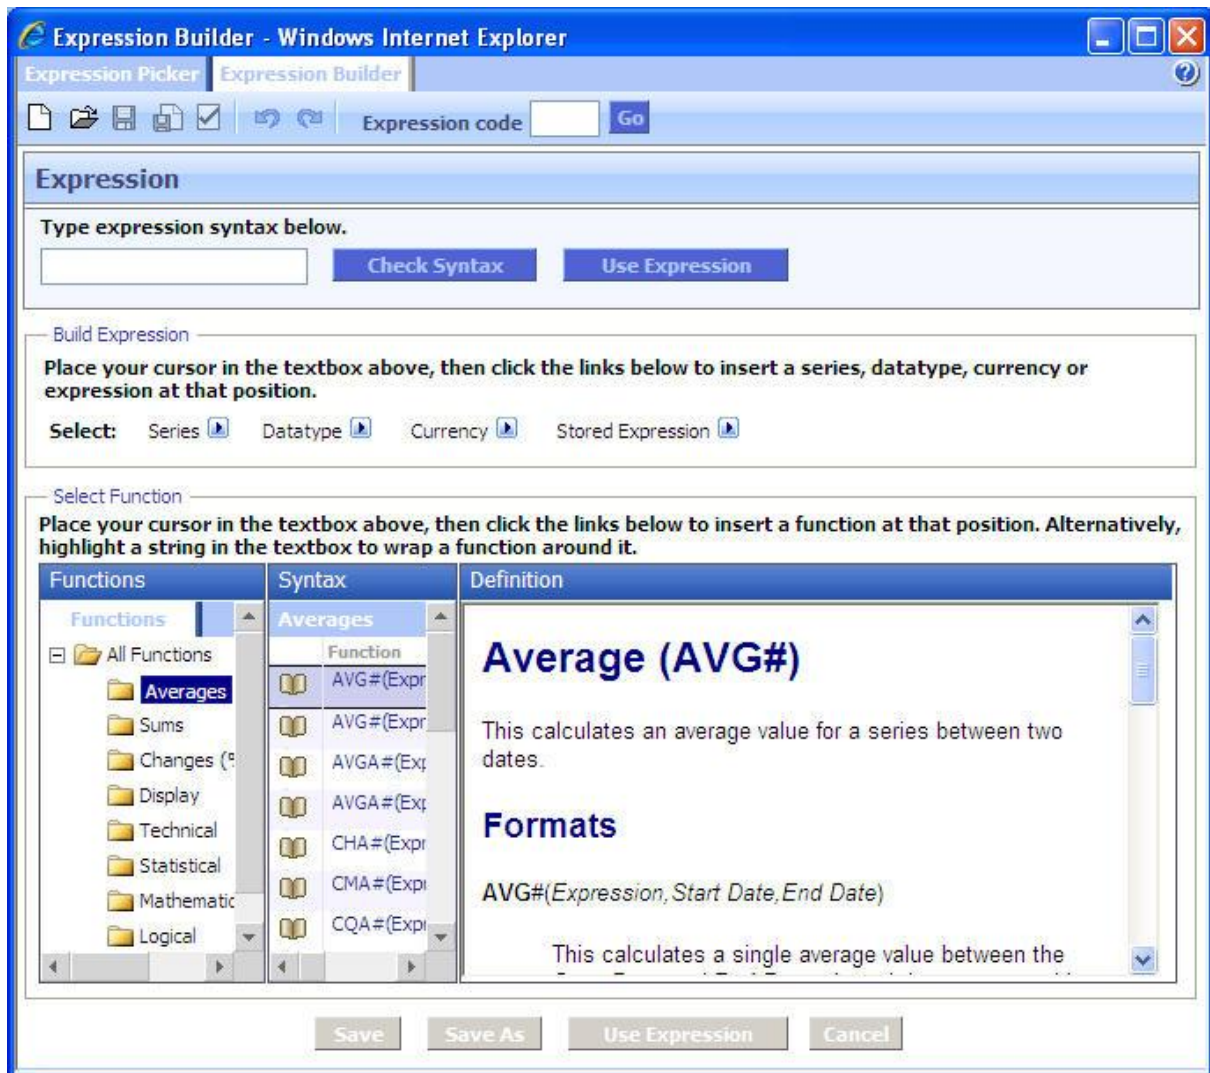 Expression Builder - Windows Internet Explorer
Expression Picker Expression Builder
Expression code Go
Expression
Type expression syntax below.
Check Syntax Use Expression
Build Expression
Place your cursor in the textbox above, then click the links below to insert a series, datatype, currency or
expression at that position.
Select: Series Datatype Currency Stored Expression
Select Function
Place your cursor in the textbox above, then click the links below to insert a function at that position. Alternatively,
highlight a string in the textbox to wrap a function around it.
Functions Syntax Definition
Functions
All Functions
Averages
Sums
Changes (
Display
Technical
Statistical
Mathematic
Logical
Averages
Function
AVG#(Expr
AVG#(Expr
AVGA#(Exp
AVGA#(Exp
CHA#(Expr
CMA#(Expr
CQA#(Expr
Average (AVG#)
This calculates an average value for a series between two
dates.
Formats
AVG#(Expression,Start Date,End Date)
This calculates a single average value between the
Save Save As Use Expression Cancel